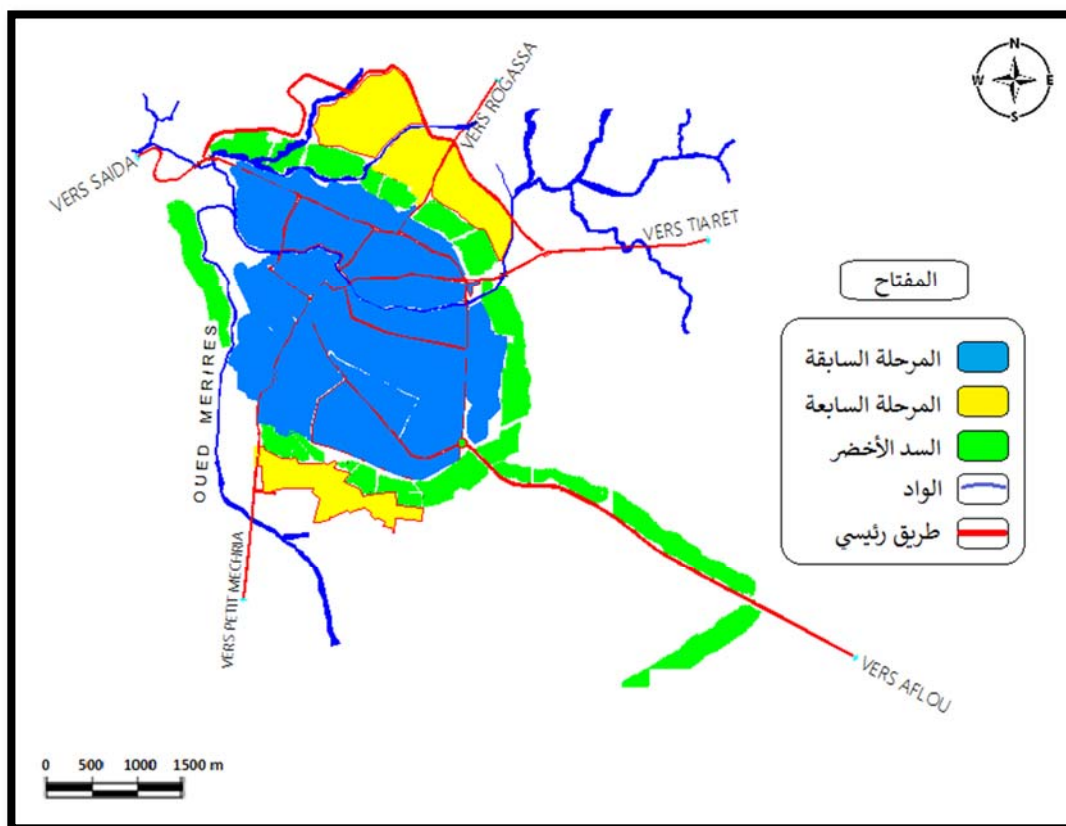 N
W E
S
VERS ROGASSA
VERS SAIDA
VERS TIARET
المفتاح
المرحلة السابقة
المرحلة السابعة
السد الأخضر
الواد
طريق رئيسي
OUED MERIRES
VERS PETIT MECHRIA
VERS AFLOU
0 500 1000 1500 m